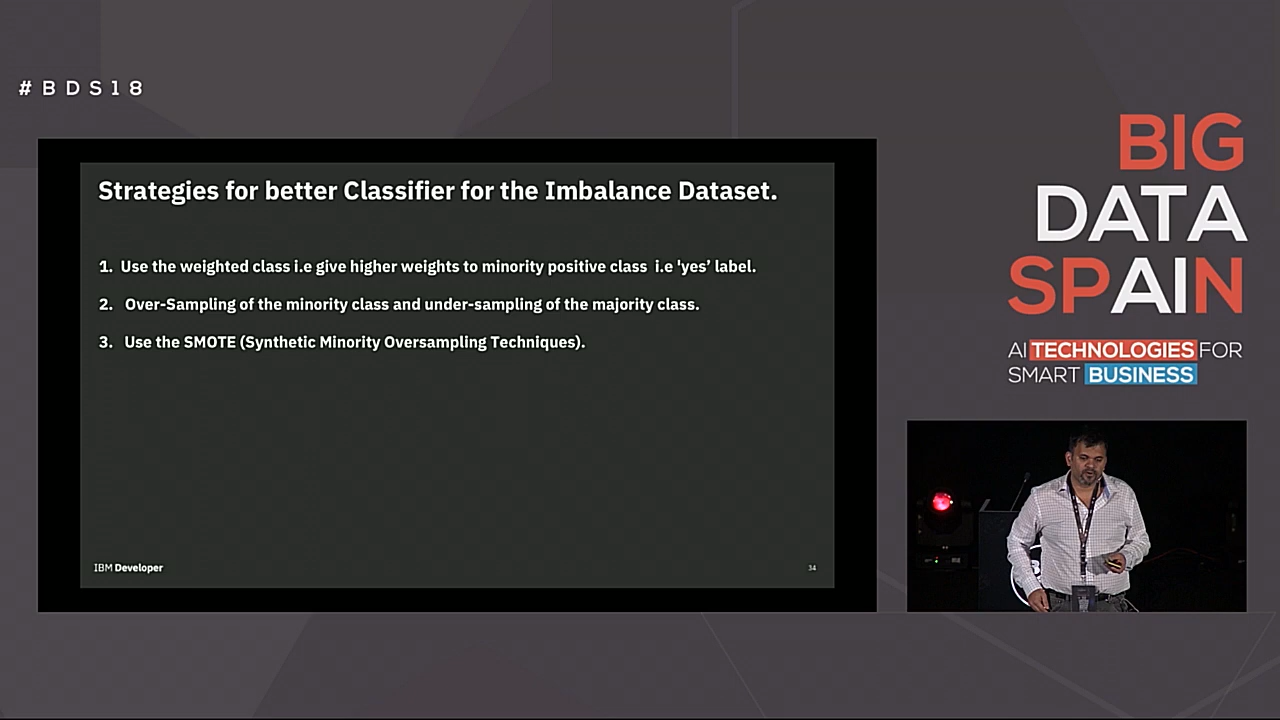 #BDS18
Strategies for better Classifier for the Imbalance Dataset.
1. Use the weighted class i.e give higher weights to minority positive class i.e 'yes’ label.
2. Over-Sampling of the minority class and under-sampling of the majority class.
3. Use the SMOTE (Synthetic Minority Oversampling Techniques).
IBM Developer
34
BIG
DATA
SPAIN
AI TECHNOLOGIES FOR
SMART BUSINESS